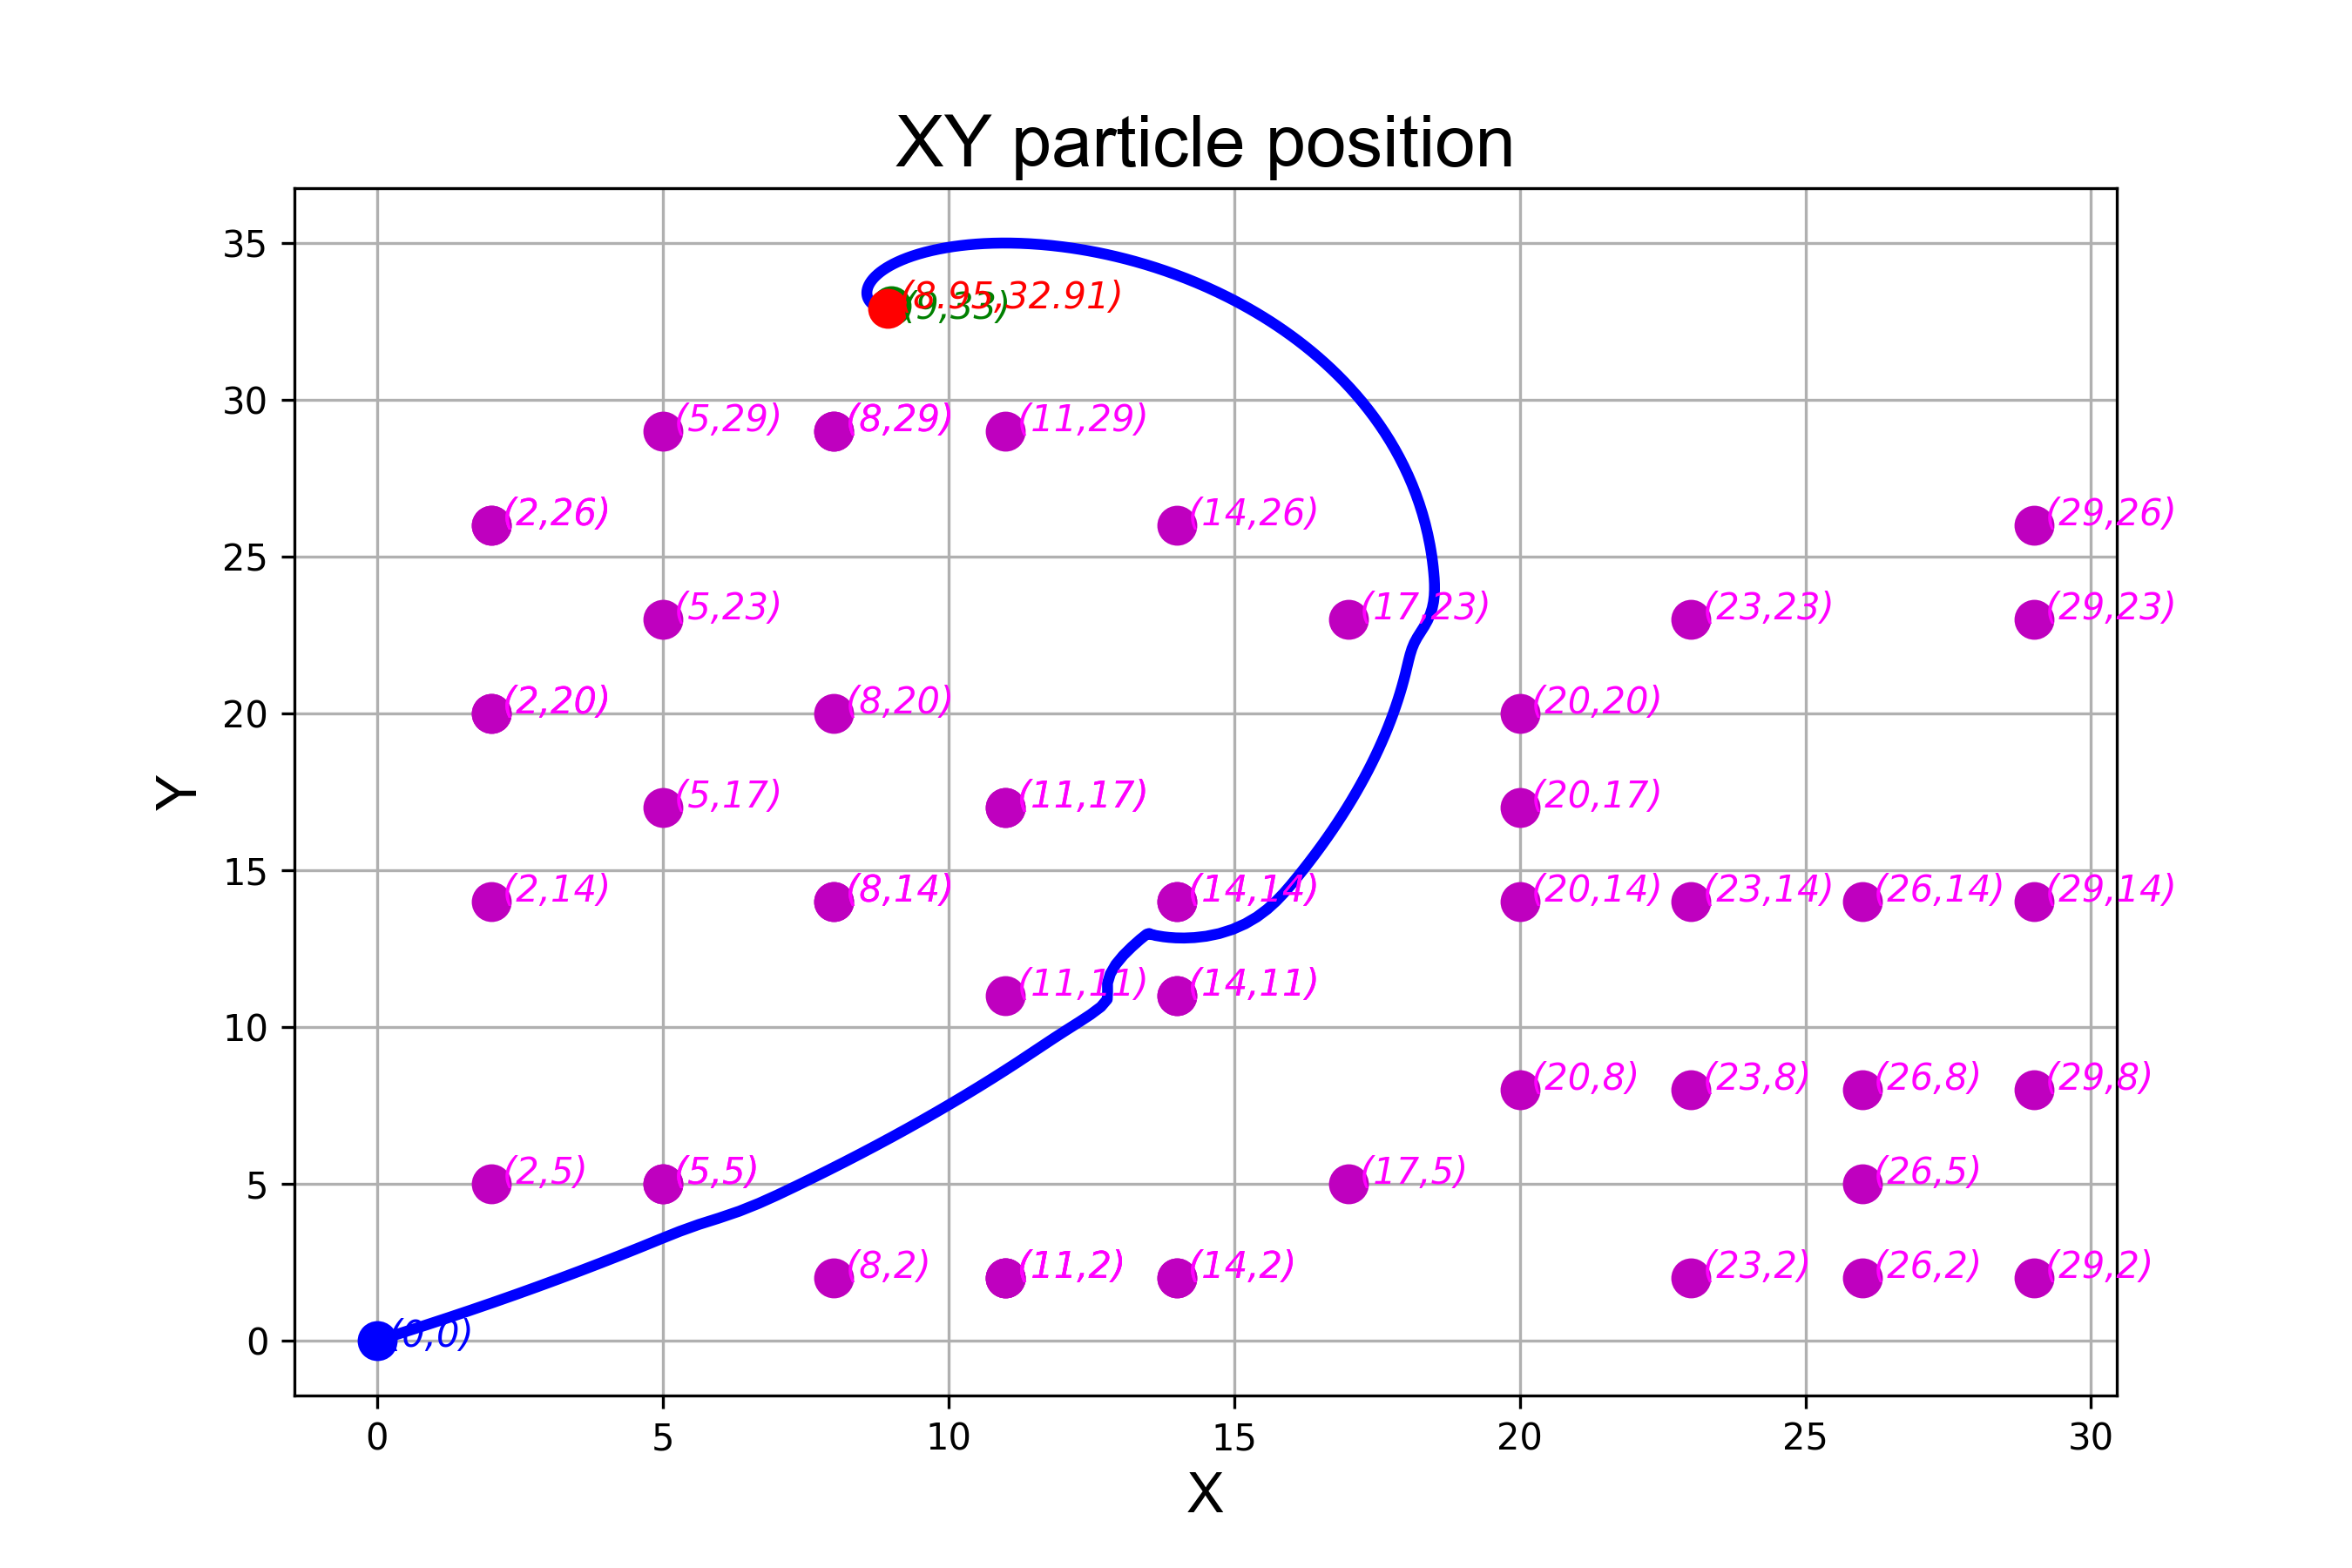 XY particle position
35
(8.95,32.91)
(9,33)
30
(5,29) (8,29) (11,29)
(2,26) (14,26) (29,26)
25
(5,23) (17,23) (23,23) (29,23)
20
(2,20) (8,20) (20,20)
(5,17) (11,17) (20,17)
Y
15
(2,14) (8,14) (14,14) (20,14) (23,14) (26,14) (29,14)
(11,11) (14,11)
10
(20,8) (23,8) (26,8) (29,8)
5
(2,5) (5,5) (17,5) (26,5)
(8,2) (11,2) (14,2) (23,2) (26,2) (29,2)
0
(0,0)
0 5 10 15 20 25 30
X